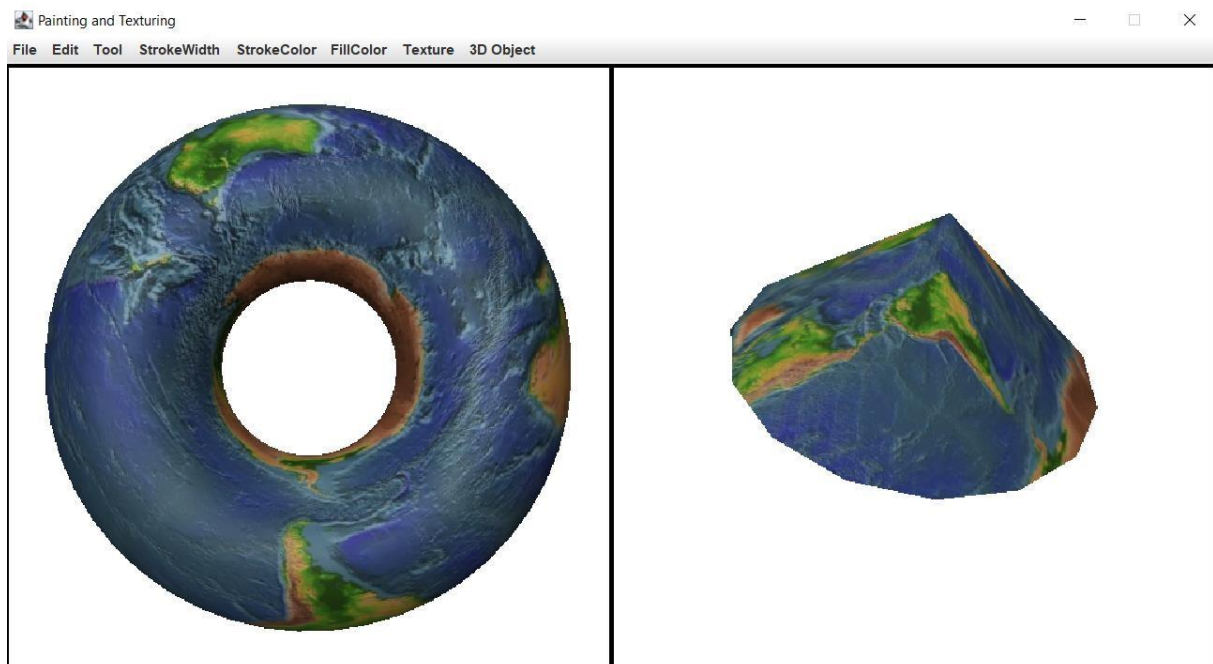 Painting and Texturing
File Edit Tool StrokeWidth StrokeColor FillColor Texture 3D Object